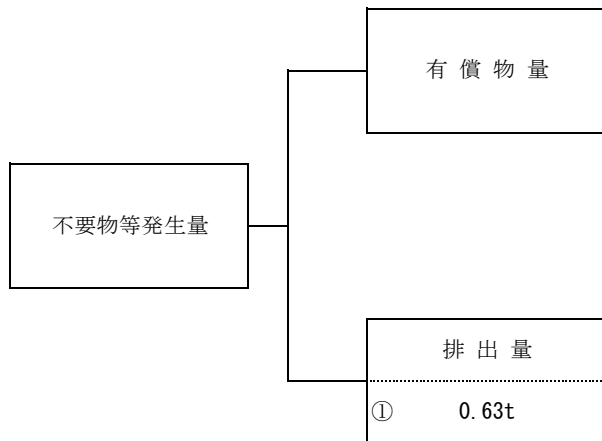 有 償 物 量
不要物等発生量
排 出 量
① 0.63t